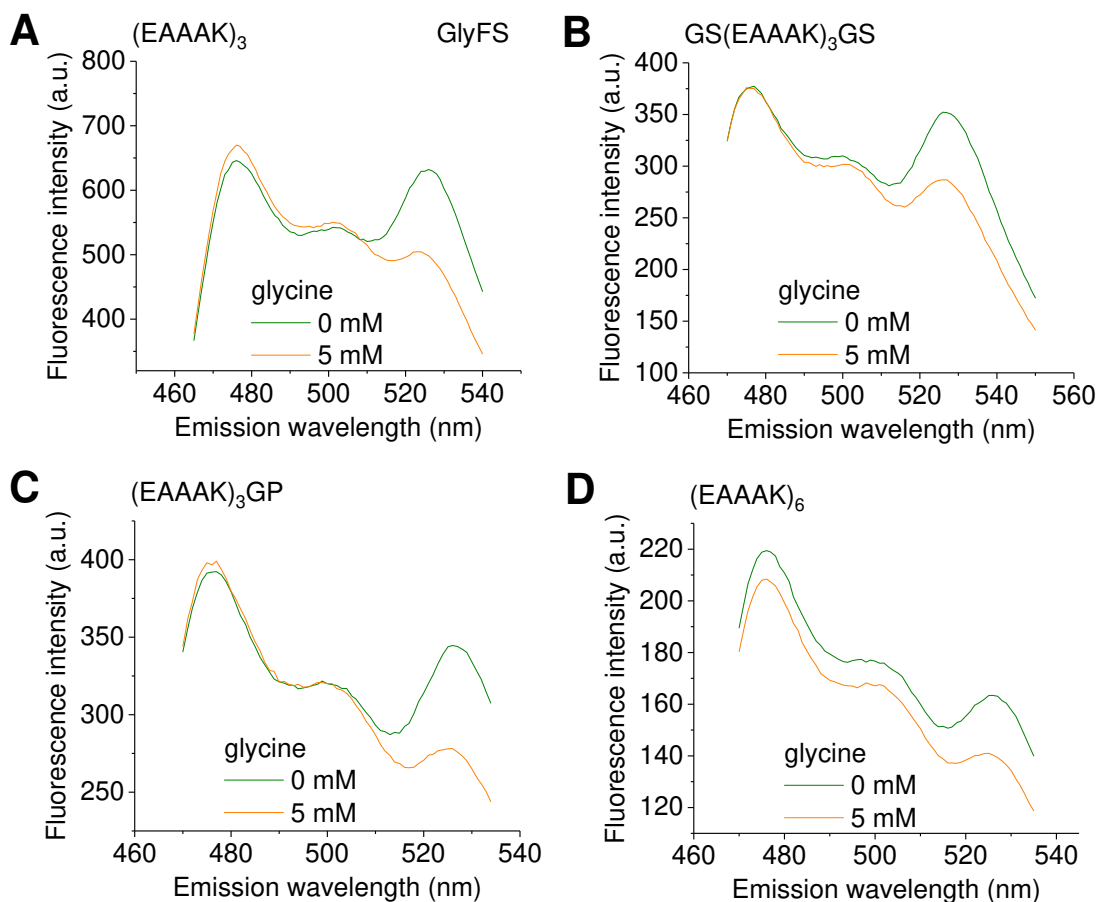 A
(EAAAK)3 GlyFS
800
700
600
500
400
Fluorescence intensity (a.u.)
glycine
0 mM
5 mM
460 480 500 520 540
Emission wavelength (nm)
B
GS(EAAAK)3GS
400
350
300
250
200
150
100
Fluorescence intensity (a.u.)
glycine
0 mM
5 mM
460 480 500 520 540 560
Emission wavelength (nm)
C
(EAAAK)3GP
400
350
300
250
Fluorescence intensity (a.u.)
glycine
0 mM
5 mM
460 480 500 520 540
Emission wavelength (nm)
D
(EAAAK)6
220
200
180
160
140
120
Fluorescence intensity (a.u.)
glycine
0 mM
5 mM
460 480 500 520 540
Emission wavelength (nm)